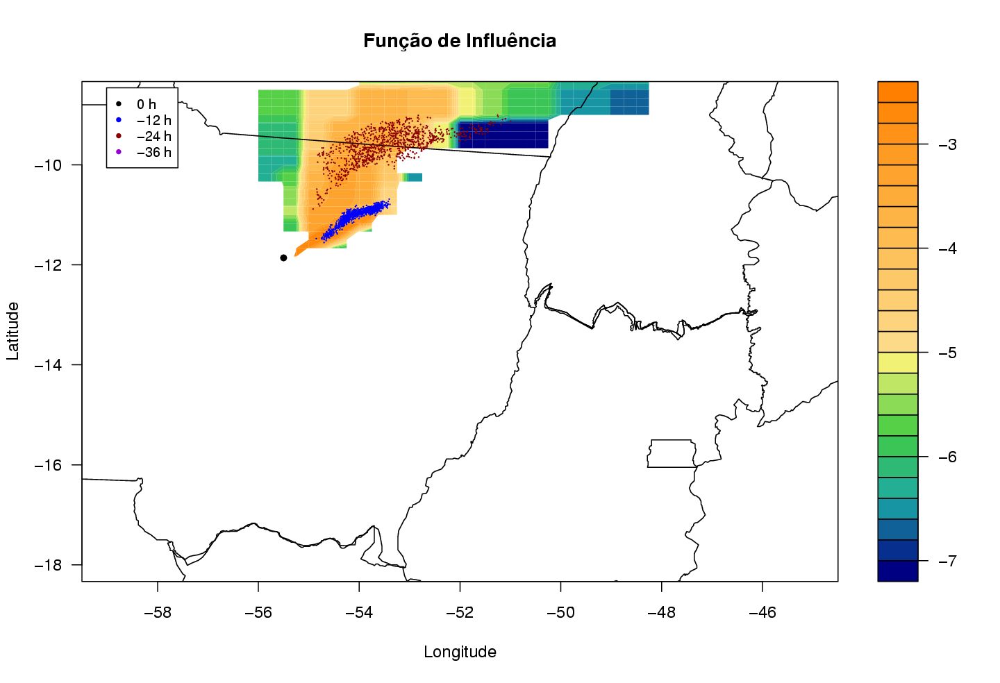 Função de Influência
0 h
−12 h
−24 h
−36 h
−10
−12
−14
−16
−18
Latitude
−58
−56
−54
−52
−50
−48
−46
Longitude
−3
−4
−5
−6
−7